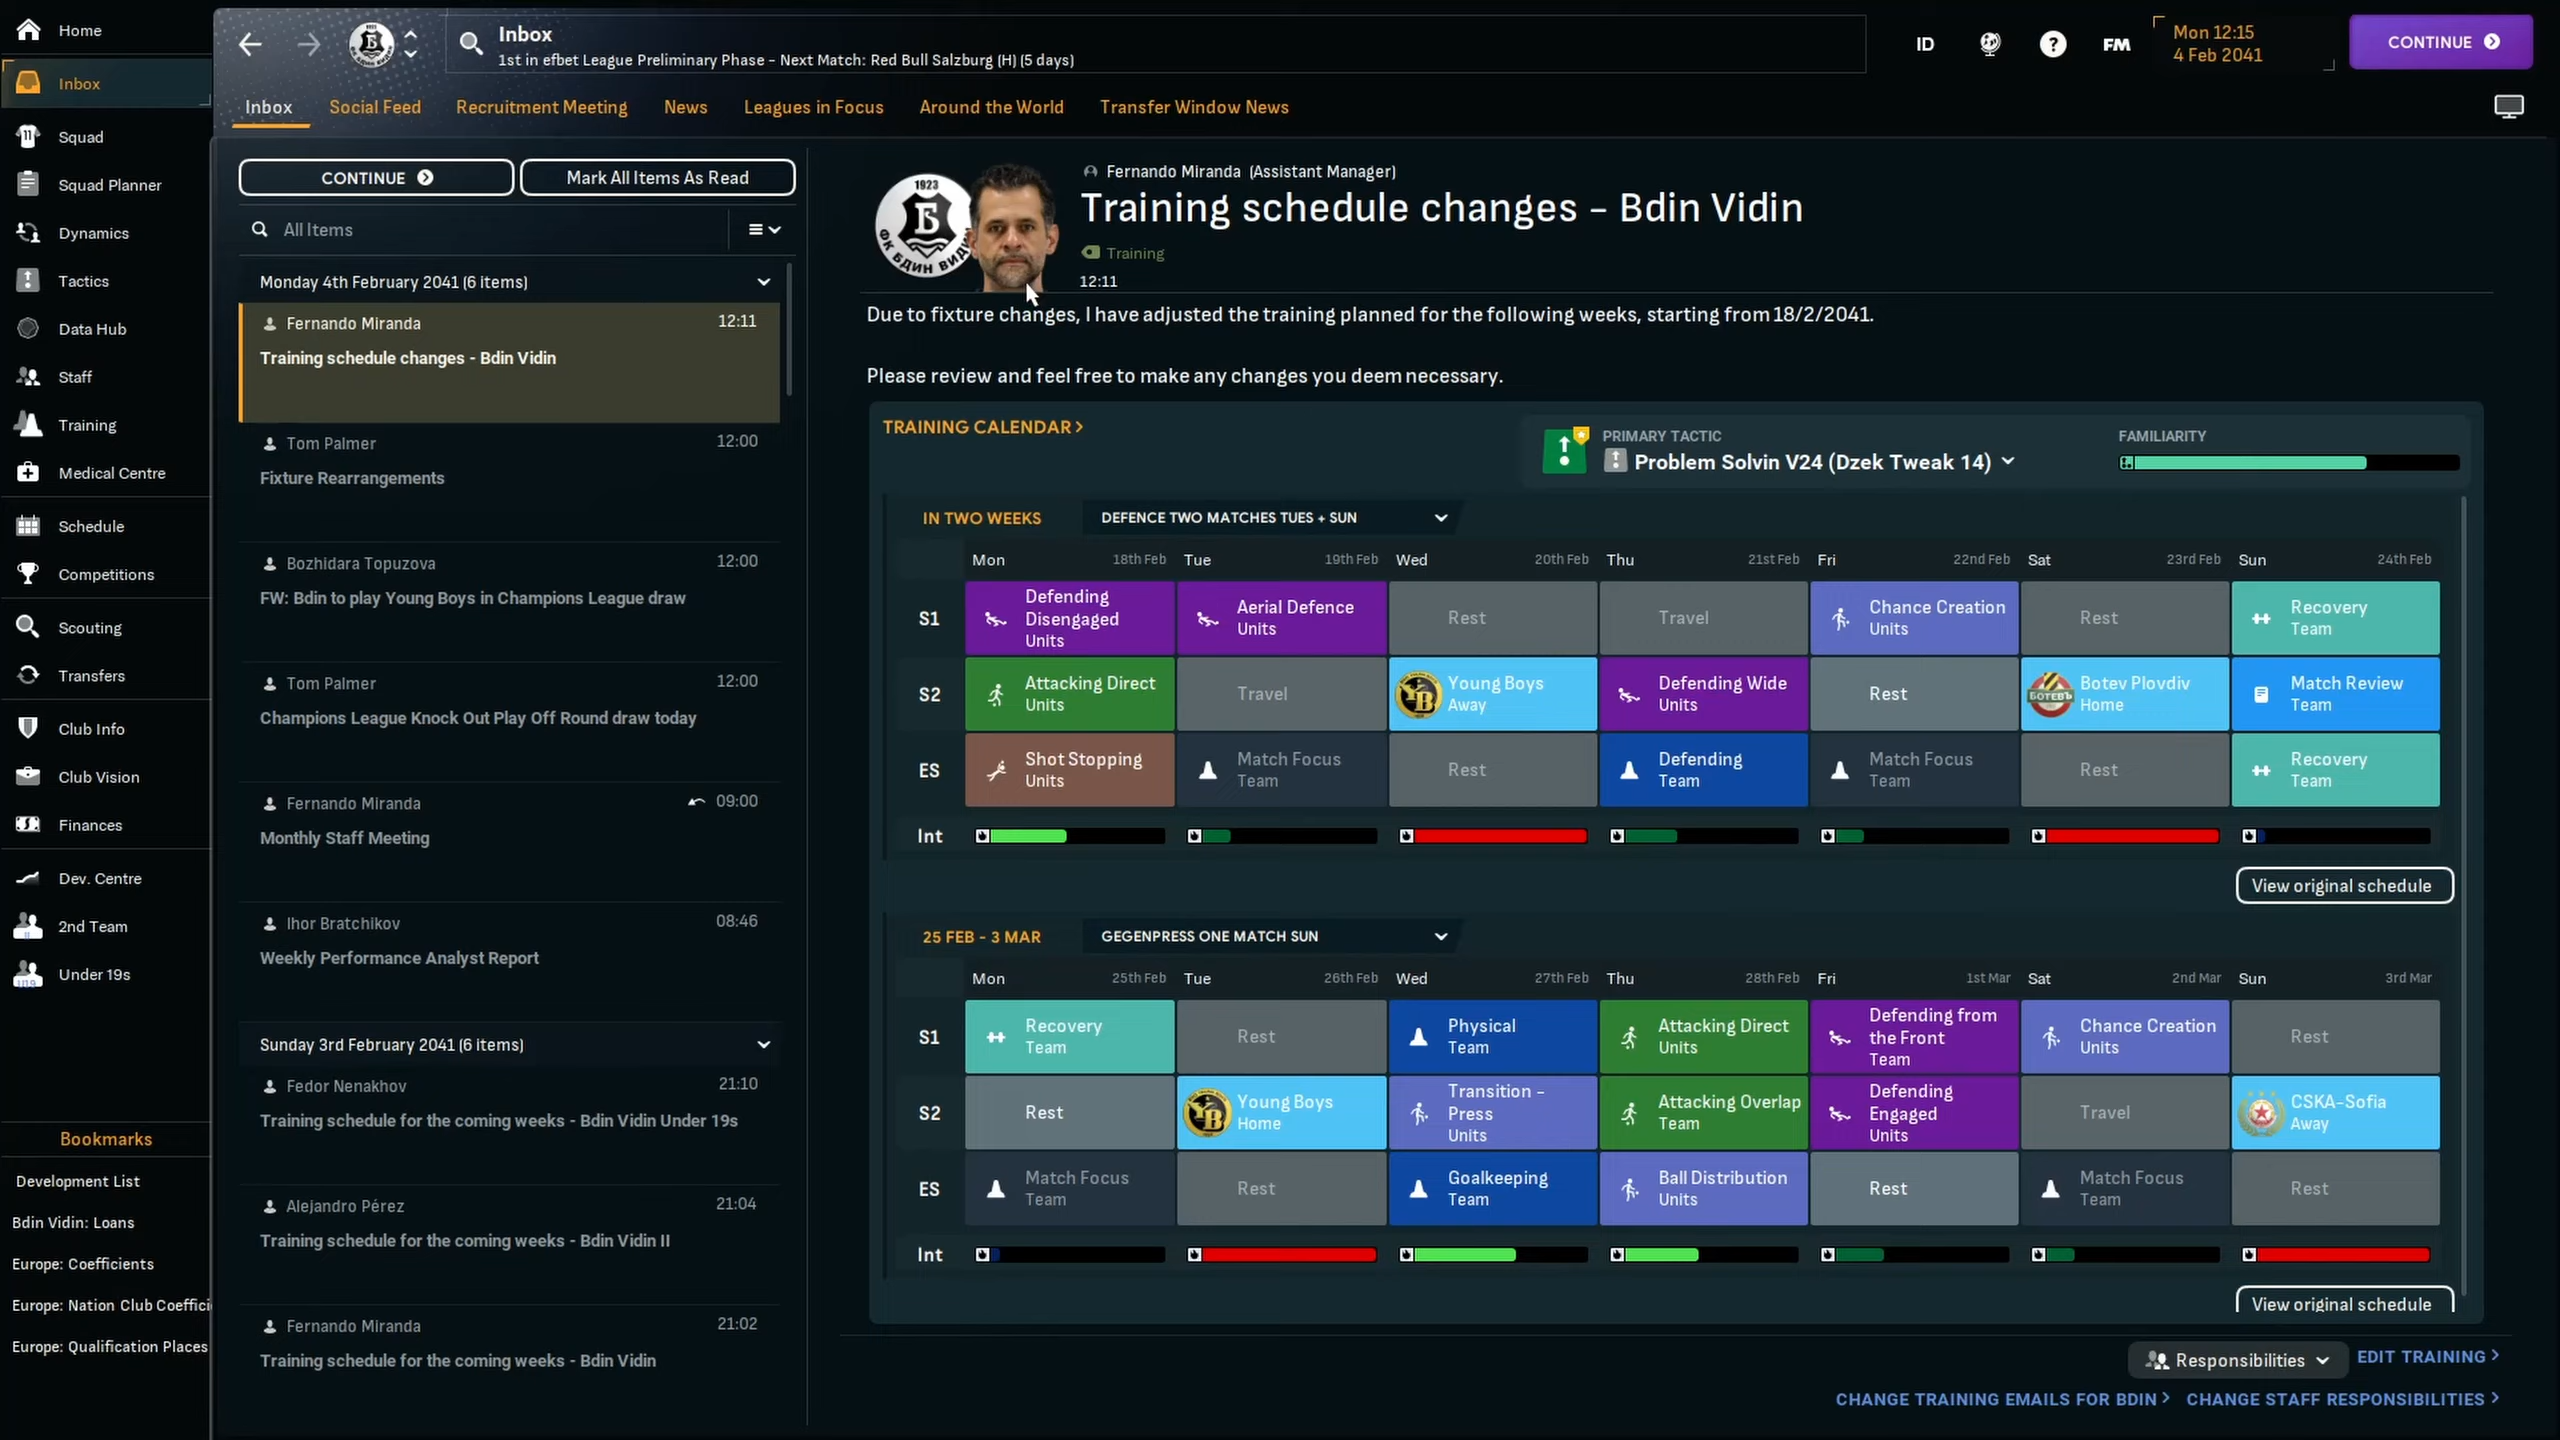 Home
Inbox
Squad
Squad Planner
Dynamics
Tactics
Data Hub
Staff
Training
Medical Centre
Schedule
Competitions
Scouting
Transfers
Club Info
Club Vision
Finances
Dev. Centre
2nd Team
Under 19s
Bookmarks
Development List
Bdin Vidin: Loans
Europe: Coefficients
Europe: Nation Club Coeffici
Europe: Qualification Places
Inbox
1st in efbet League Preliminary Phase - Next Match: Red Bull Salzburg (H) (5 days)
ID
FM
Mon 12:15
4 Feb 2041
CONTINUE
Inbox Social Feed Recruitment Meeting News Leagues in Focus Around the World Transfer Window News
CONTINUE
Mark All Items As Read
All Items
Monday 4th February 2041 (6 items)
Fernando Miranda 12:11
Training schedule changes - Bdin Vidin
Tom Palmer 12:00
Fixture Rearrangements
Bozhidara Topuzova 12:00
FW: Bdin to play Young Boys in Champions League draw
Tom Palmer 12:00
Champions League Knock Out Play Off Round draw today
Fernando Miranda 09:00
Monthly Staff Meeting
Ihor Bratchikov 08:46
Weekly Performance Analyst Report
Sunday 3rd February 2041 (6 items)
Fedor Nenakhov 21:10
Training schedule for the coming weeks - Bdin Vidin Under 19s
Alejandro Pérez 21:04
Training schedule for the coming weeks - Bdin Vidin II
Fernando Miranda 21:02
Training schedule for the coming weeks - Bdin Vidin
1923
Б
ФК БДИН ВИД
Fernando Miranda (Assistant Manager)
Training schedule changes - Bdin Vidin
Training
12:11
Due to fixture changes, I have adjusted the training planned for the following weeks, starting from 18/2/2041.
Please review and feel free to make any changes you deem necessary.
TRAINING CALENDAR >
PRIMARY TACTIC
Problem Solvin V24 (Dzek Tweak 14)
FAMILIARITY
IN TWO WEEKS
DEFENCE TWO MATCHES TUES + SUN
Mon 18th Feb Tue 19th Feb Wed 20th Feb Thu 21st Feb Fri 22nd Feb Sat 23rd Feb Sun 24th Feb
S1
Defending Disengaged Units
Aerial Defence Units
Rest
Travel
Chance Creation Units
Rest
Recovery Team
S2
Attacking Direct Units
Travel
Young Boys Away
Defending Wide Units
Rest
БОТЕВЪ
Botev Plovdiv Home
Match Review Team
ES
Shot Stopping Units
Match Focus Team
Rest
Defending Team
Match Focus Team
Rest
Recovery Team
Int
View original schedule
25 FEB - 3 MAR
GEGENPRESS ONE MATCH SUN
Mon 25th Feb Tue 26th Feb Wed 27th Feb Thu 28th Feb Fri 1st Mar Sat 2nd Mar Sun 3rd Mar
S1
Recovery Team
Rest
Physical Team
Attacking Direct Units
Defending from the Front Team
Chance Creation Units
Rest
S2
Rest
Young Boys Home
Transition - Press Units
Attacking Overlap Team
Defending Engaged Units
Travel
CSKA-Sofia Away
ES
Match Focus Team
Rest
Goalkeeping Team
Ball Distribution Units
Rest
Match Focus Team
Rest
Int
View original schedule
Responsibilities
EDIT TRAINING >
CHANGE TRAINING EMAILS FOR BDIN >
CHANGE STAFF RESPONSIBILITIES >